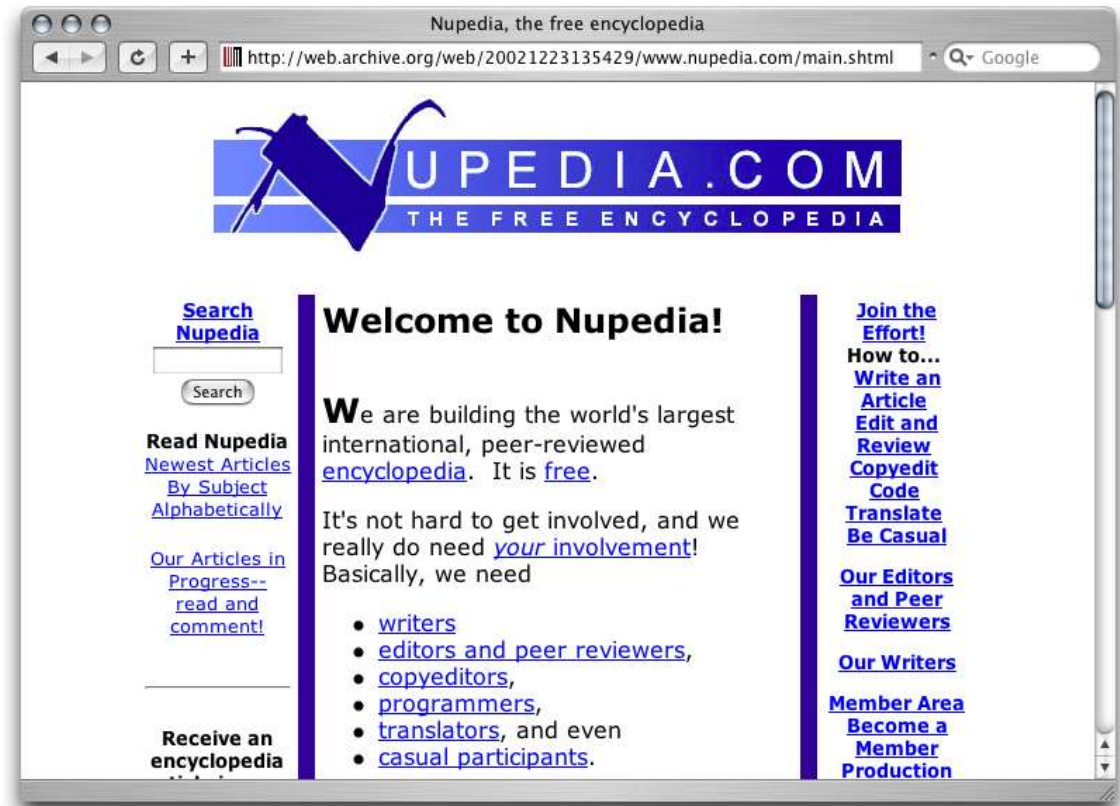 Nupedia, the free encyclopedia
http://web.archive.org/web/20021223135429/www.nupedia.com/main.shtml
Google
NUPEDIA.COM
THE FREE ENCYCLOPEDIA
Search
Nupedia
Search
Read Nupedia
Newest Articles
By Subject
Alphabetically
Our Articles in
Progress--
read and
comment!
Receive an
encyclopedia
Welcome to Nupedia!
We are building the world's largest
international, peer-reviewed
encyclopedia. It is free.
It's not hard to get involved, and we
really do need your involvement!
Basically, we need
• writers
• editors and peer reviewers,
• copyeditors,
• programmers,
• translators, and even
• casual participants.
Join the
Effort!
How to...
Write an
Article
Edit and
Review
Copyedit
Code
Translate
Be Casual
Our Editors
and Peer
Reviewers
Our Writers
Member Area
Become a
Member
Production